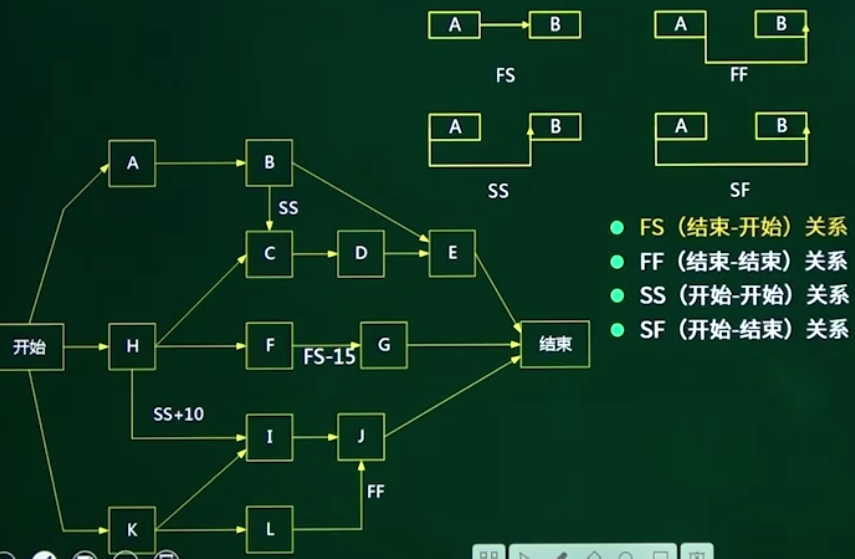 A B
FS
A B
FF
A B
SS
A B
SF
FS（结束-开始）关系
FF（结束-结束）关系
SS（开始-开始）关系
SF（开始-结束）关系
A B
SS
C D E
开始 H F FS-15 G 结束
SS+10
I J
FF
K L